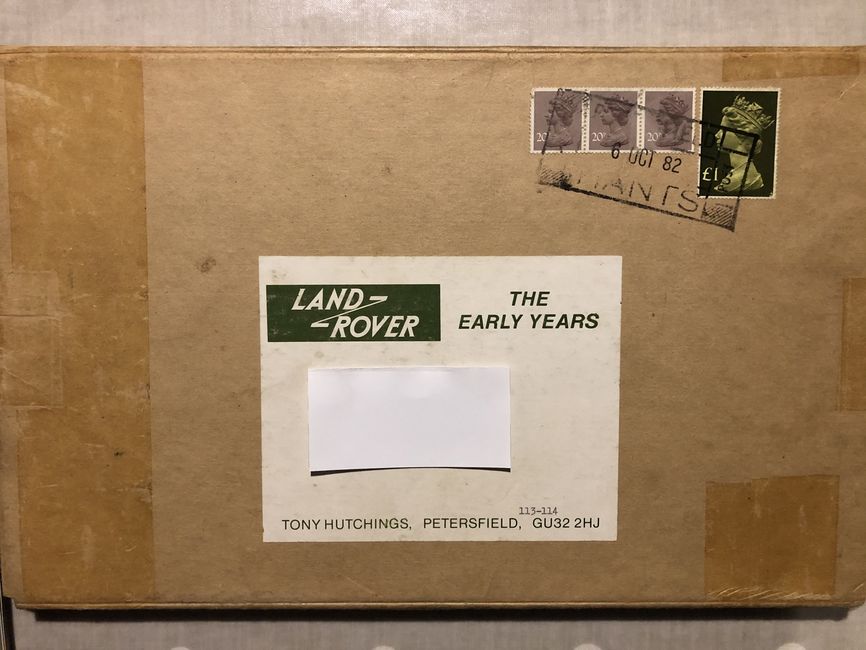 20P 20P 20P £1
6 OCT 82
HANTS
LAND-ROVER
THE
EARLY YEARS
113-114
TONY HUTCHINGS, PETERSFIELD, GU32 2HJ